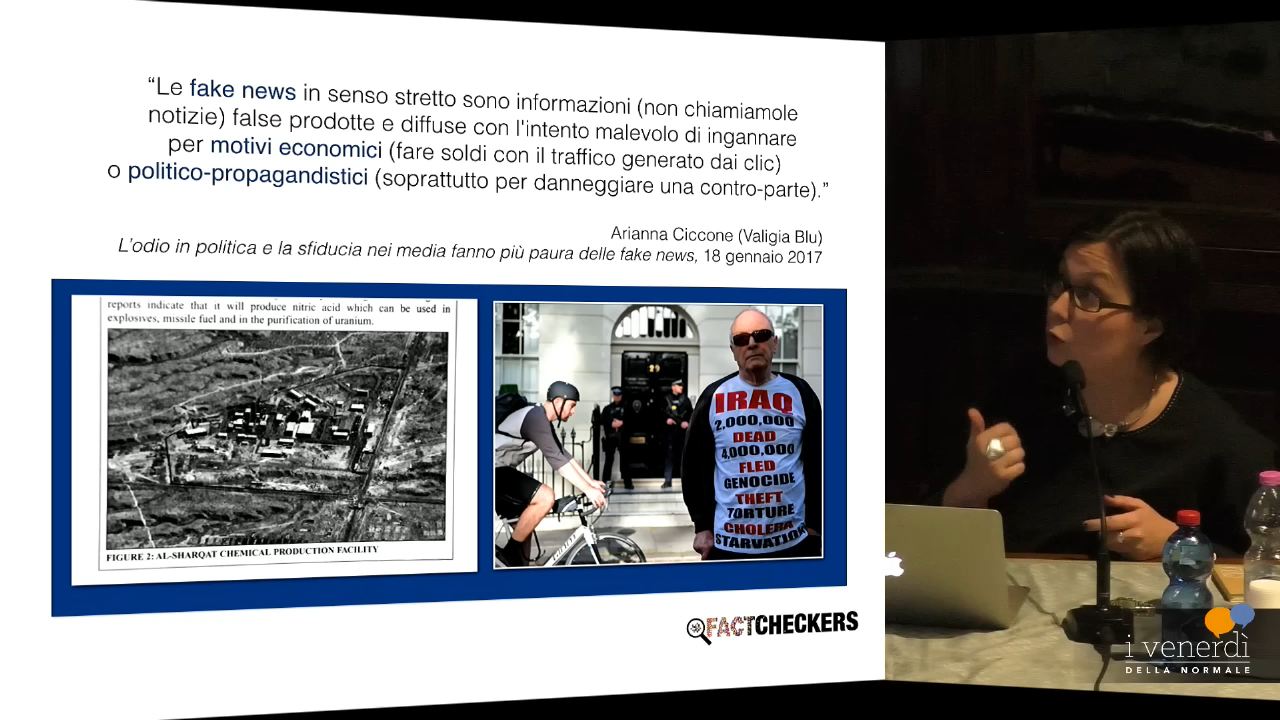 “Le fake news in senso stretto sono informazioni (non chiamiamole
notizie) false prodotte e diffuse con l'intento malevolo di ingannare
per motivi economici (fare soldi con il traffico generato dai clic)
o politico-propagandistici (soprattutto per danneggiare una contro-parte).”
Arianna Ciccone (Valigia Blu)
L’odio in politica e la sfiducia nei media fanno più paura delle fake news, 18 gennaio 2017
reports indicate that it will produce nitric acid which can be used in
explosives, missile fuel and in the purification of uranium.
FIGURE 2: AL-SHARQAT CHEMICAL PRODUCTION FACILITY
29
IRAQ
2,000,000
DEAD
4,000,000
FLED
GENOCIDE
THEFT
TORTURE
CHOLERA
STARVATION
FACTCHECKERS
i venerdì
DELLA NORMALE